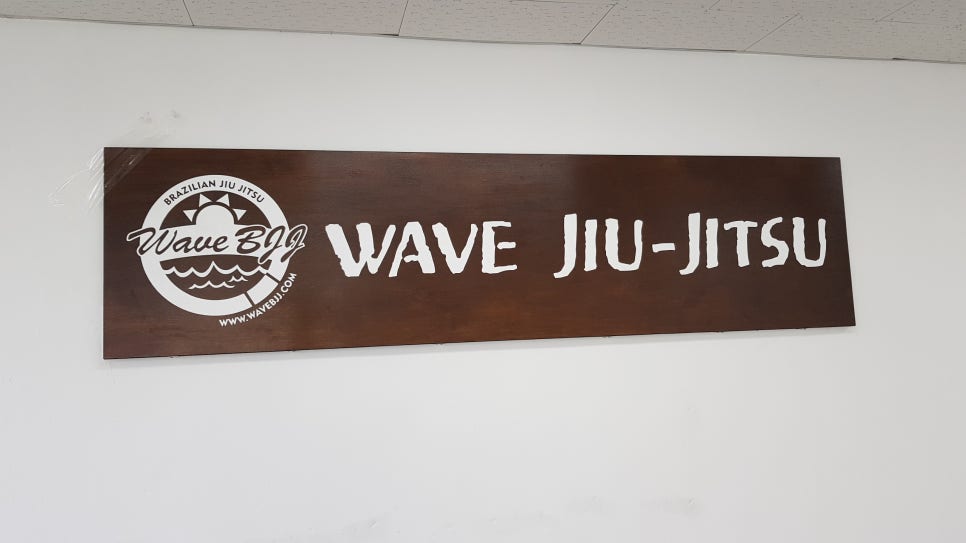 BRAZILIAN JIU JITSU
Wave BJJ
WWW.WAVEBJJ.COM
WAVE JIU-JITSU